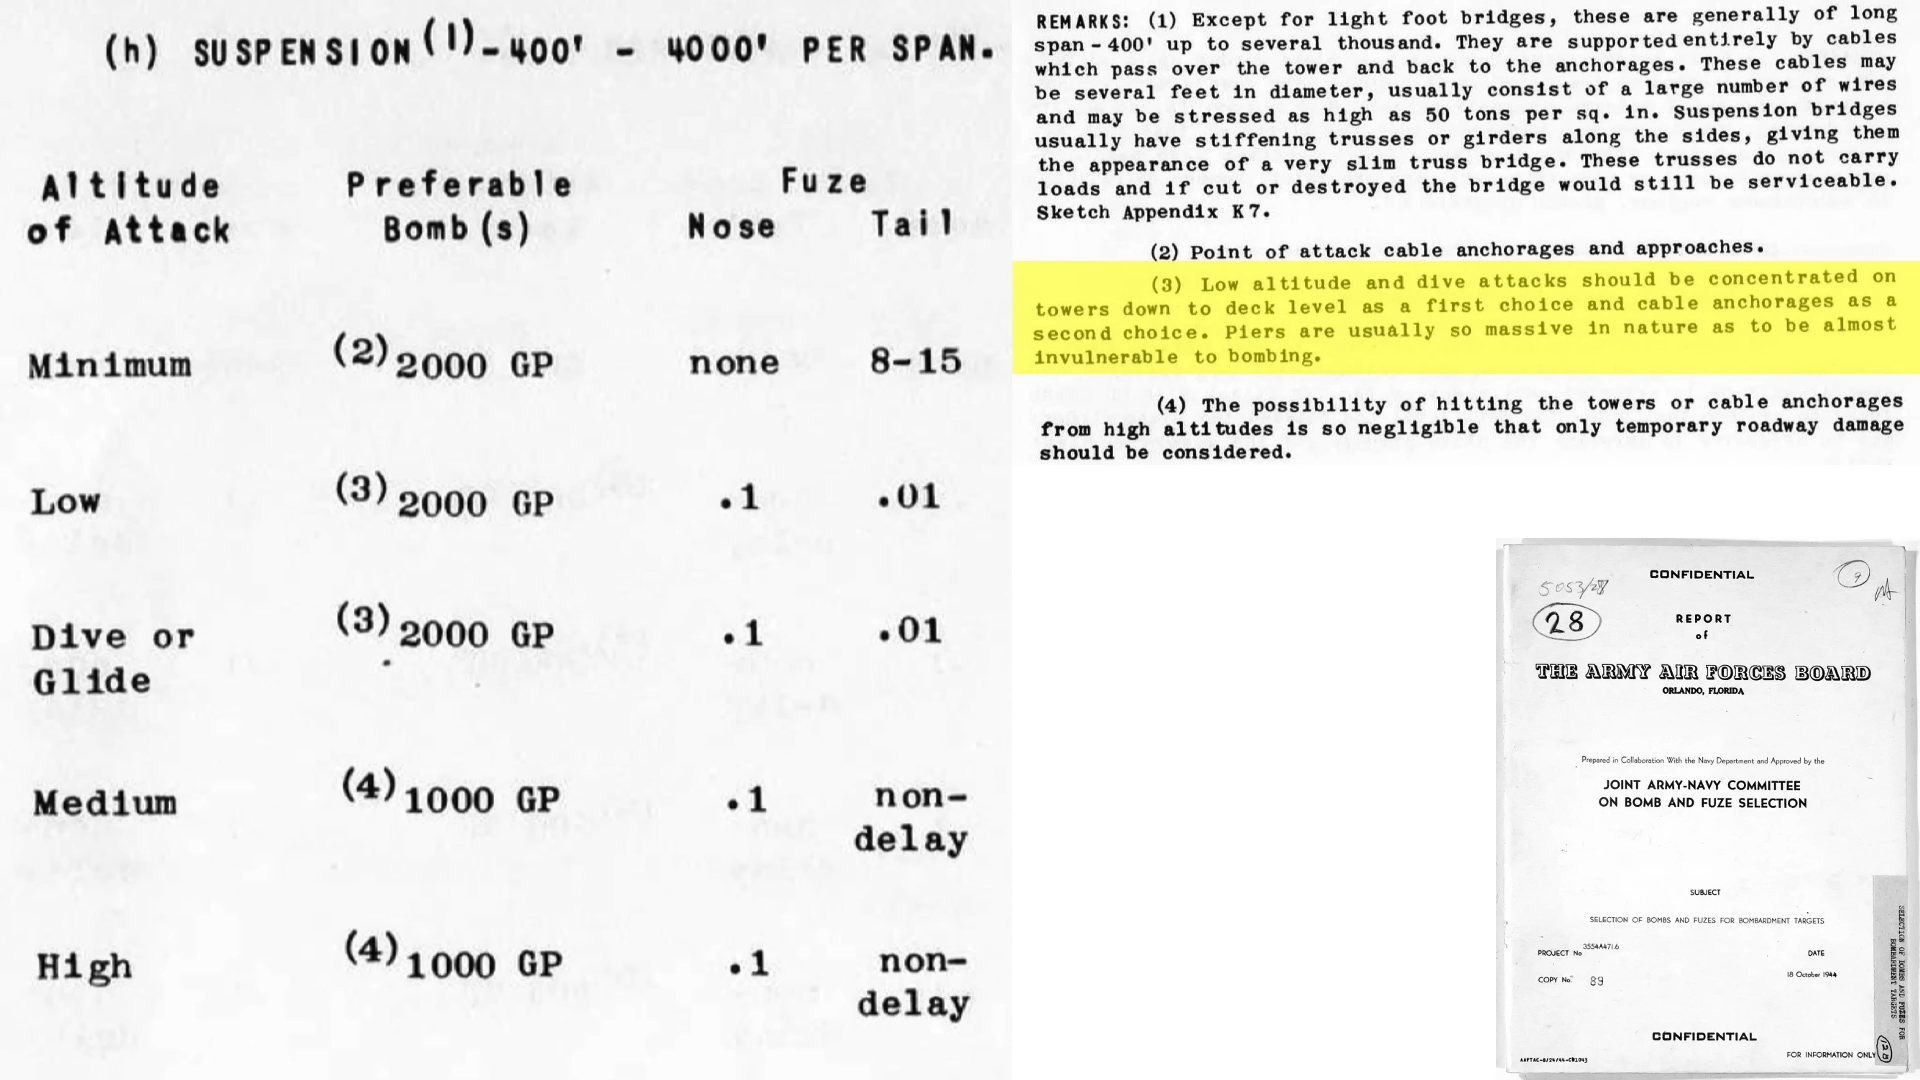 (h) SUSPENSION(1)-400' - 4000' PER SPAN.
Altitude of Attack Preferable Bomb(s) Fuze Nose Tail
Minimum (2) 2000 GP none 8-15
Low (3) 2000 GP .1 .01
Dive or Glide (3) 2000 GP .1 .01
Medium (4) 1000 GP .1 non-delay
High (4) 1000 GP .1 non-delay
REMARKS: (1) Except for light foot bridges, these are generally of long
span-400' up to several thousand. They are supported entirely by cables
which pass over the tower and back to the anchorages. These cables may
be several feet in diameter, usually consist of a large number of wires
and may be stressed as high as 50 tons per sq. in. Suspension bridges
usually have stiffening trusses or girders along the sides, giving them
the appearance of a very slim truss bridge. These trusses do not carry
loads and if cut or destroyed the bridge would still be serviceable.
Sketch Appendix K7.
(2) Point of attack cable anchorages and approaches.
(3) Low altitude and dive attacks should be concentrated on
towers down to deck level as a first choice and cable anchorages as a
second choice. Piers are usually so massive in nature as to be almost
invulnerable to bombing.
(4) The possibility of hitting the towers or cable anchorages
from high altitudes is so negligible that only temporary roadway damage
should be considered.
CONFIDENTIAL
5053/28
9
28
REPORT
of
THE ARMY AIR FORCES BOARD
ORLANDO, FLORIDA
Prepared in Collaboration With the Navy Department and Approved by the
JOINT ARMY-NAVY COMMITTEE
ON BOMB AND FUZE SELECTION
SUBJECT
SELECTION OF BOMBS AND FUZES FOR BOMBARDMENT TARGETS
PROJECT No 3554A471.6
DATE
18 October 1944
COPY No. 89
SELECTION OF BOMBS AND FUZES FOR
BOMBARDMENT TARGETS
CONFIDENTIAL
FOR INFORMATION ONLY